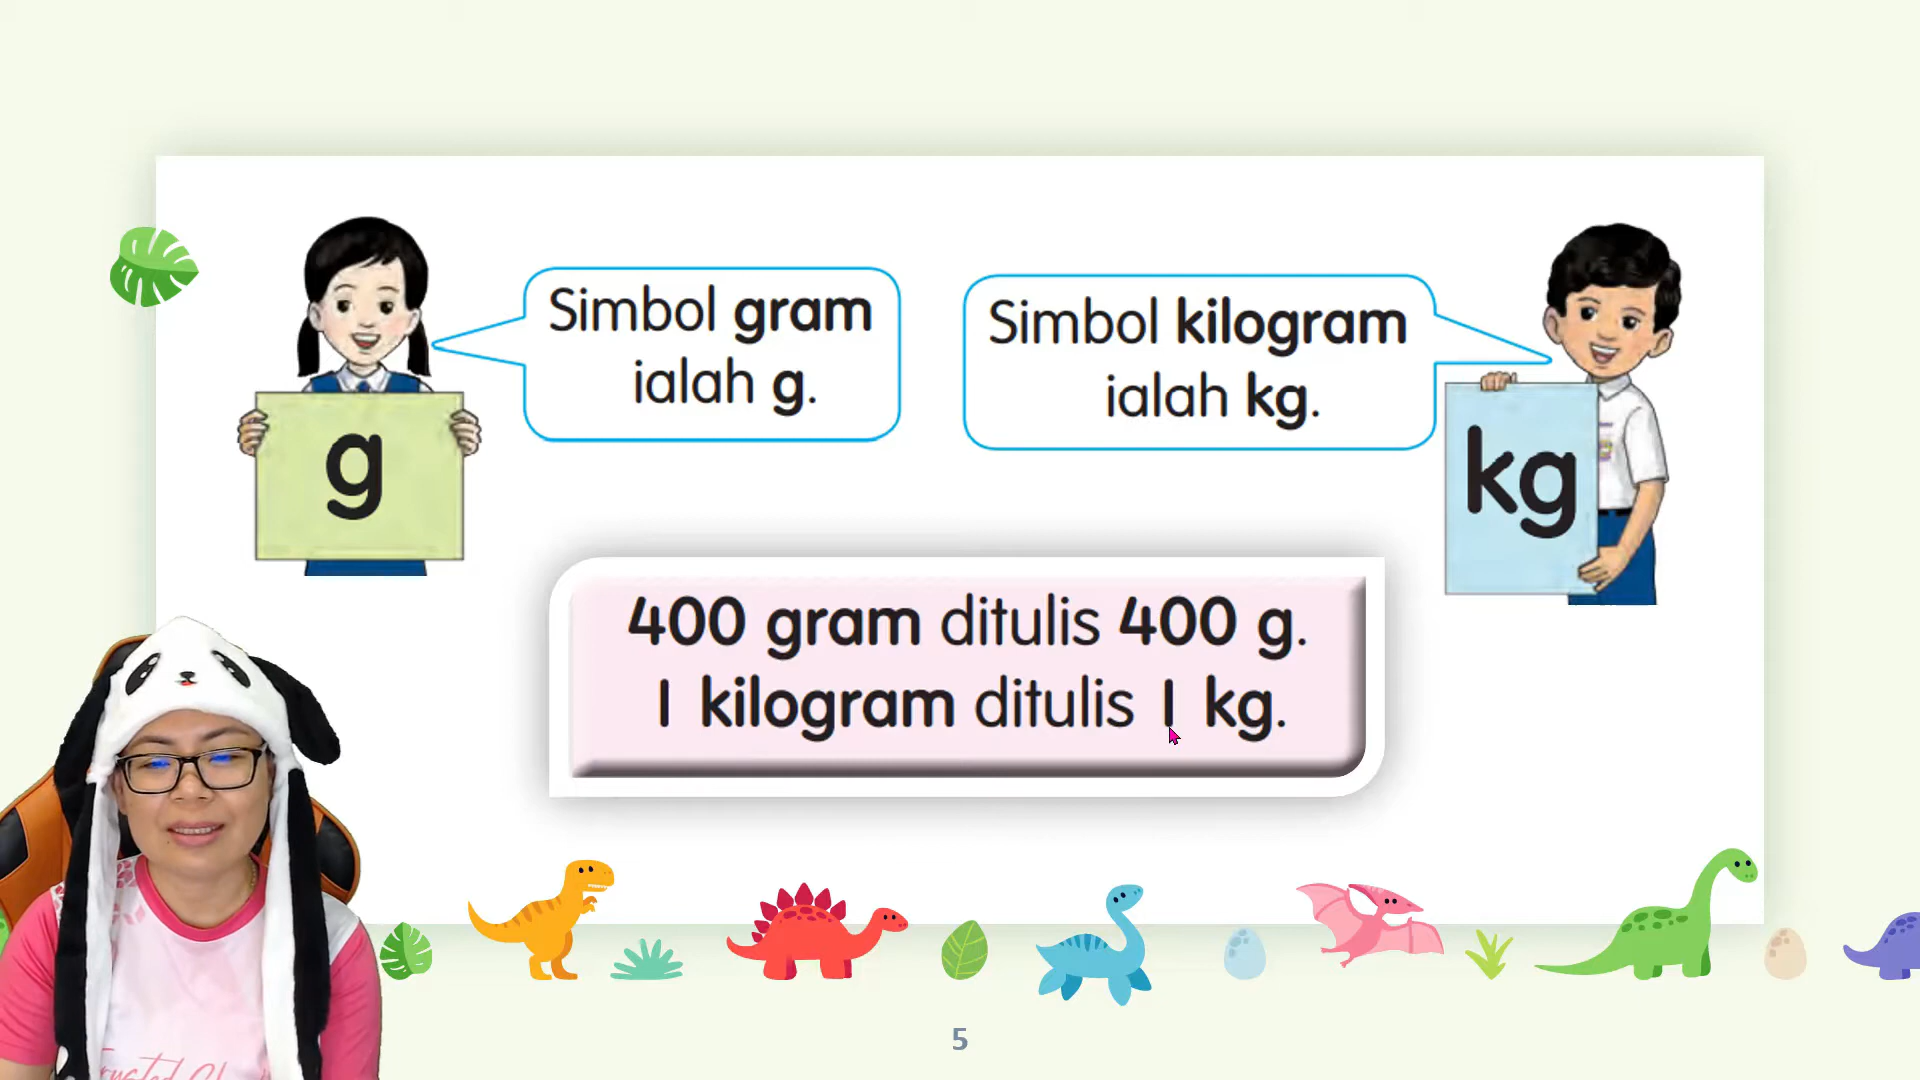 Simbol gram
ialah g.
Simbol kilogram
ialah kg.
g
kg
400 gram ditulis 400 g.
1 kilogram ditulis 1 kg.
5